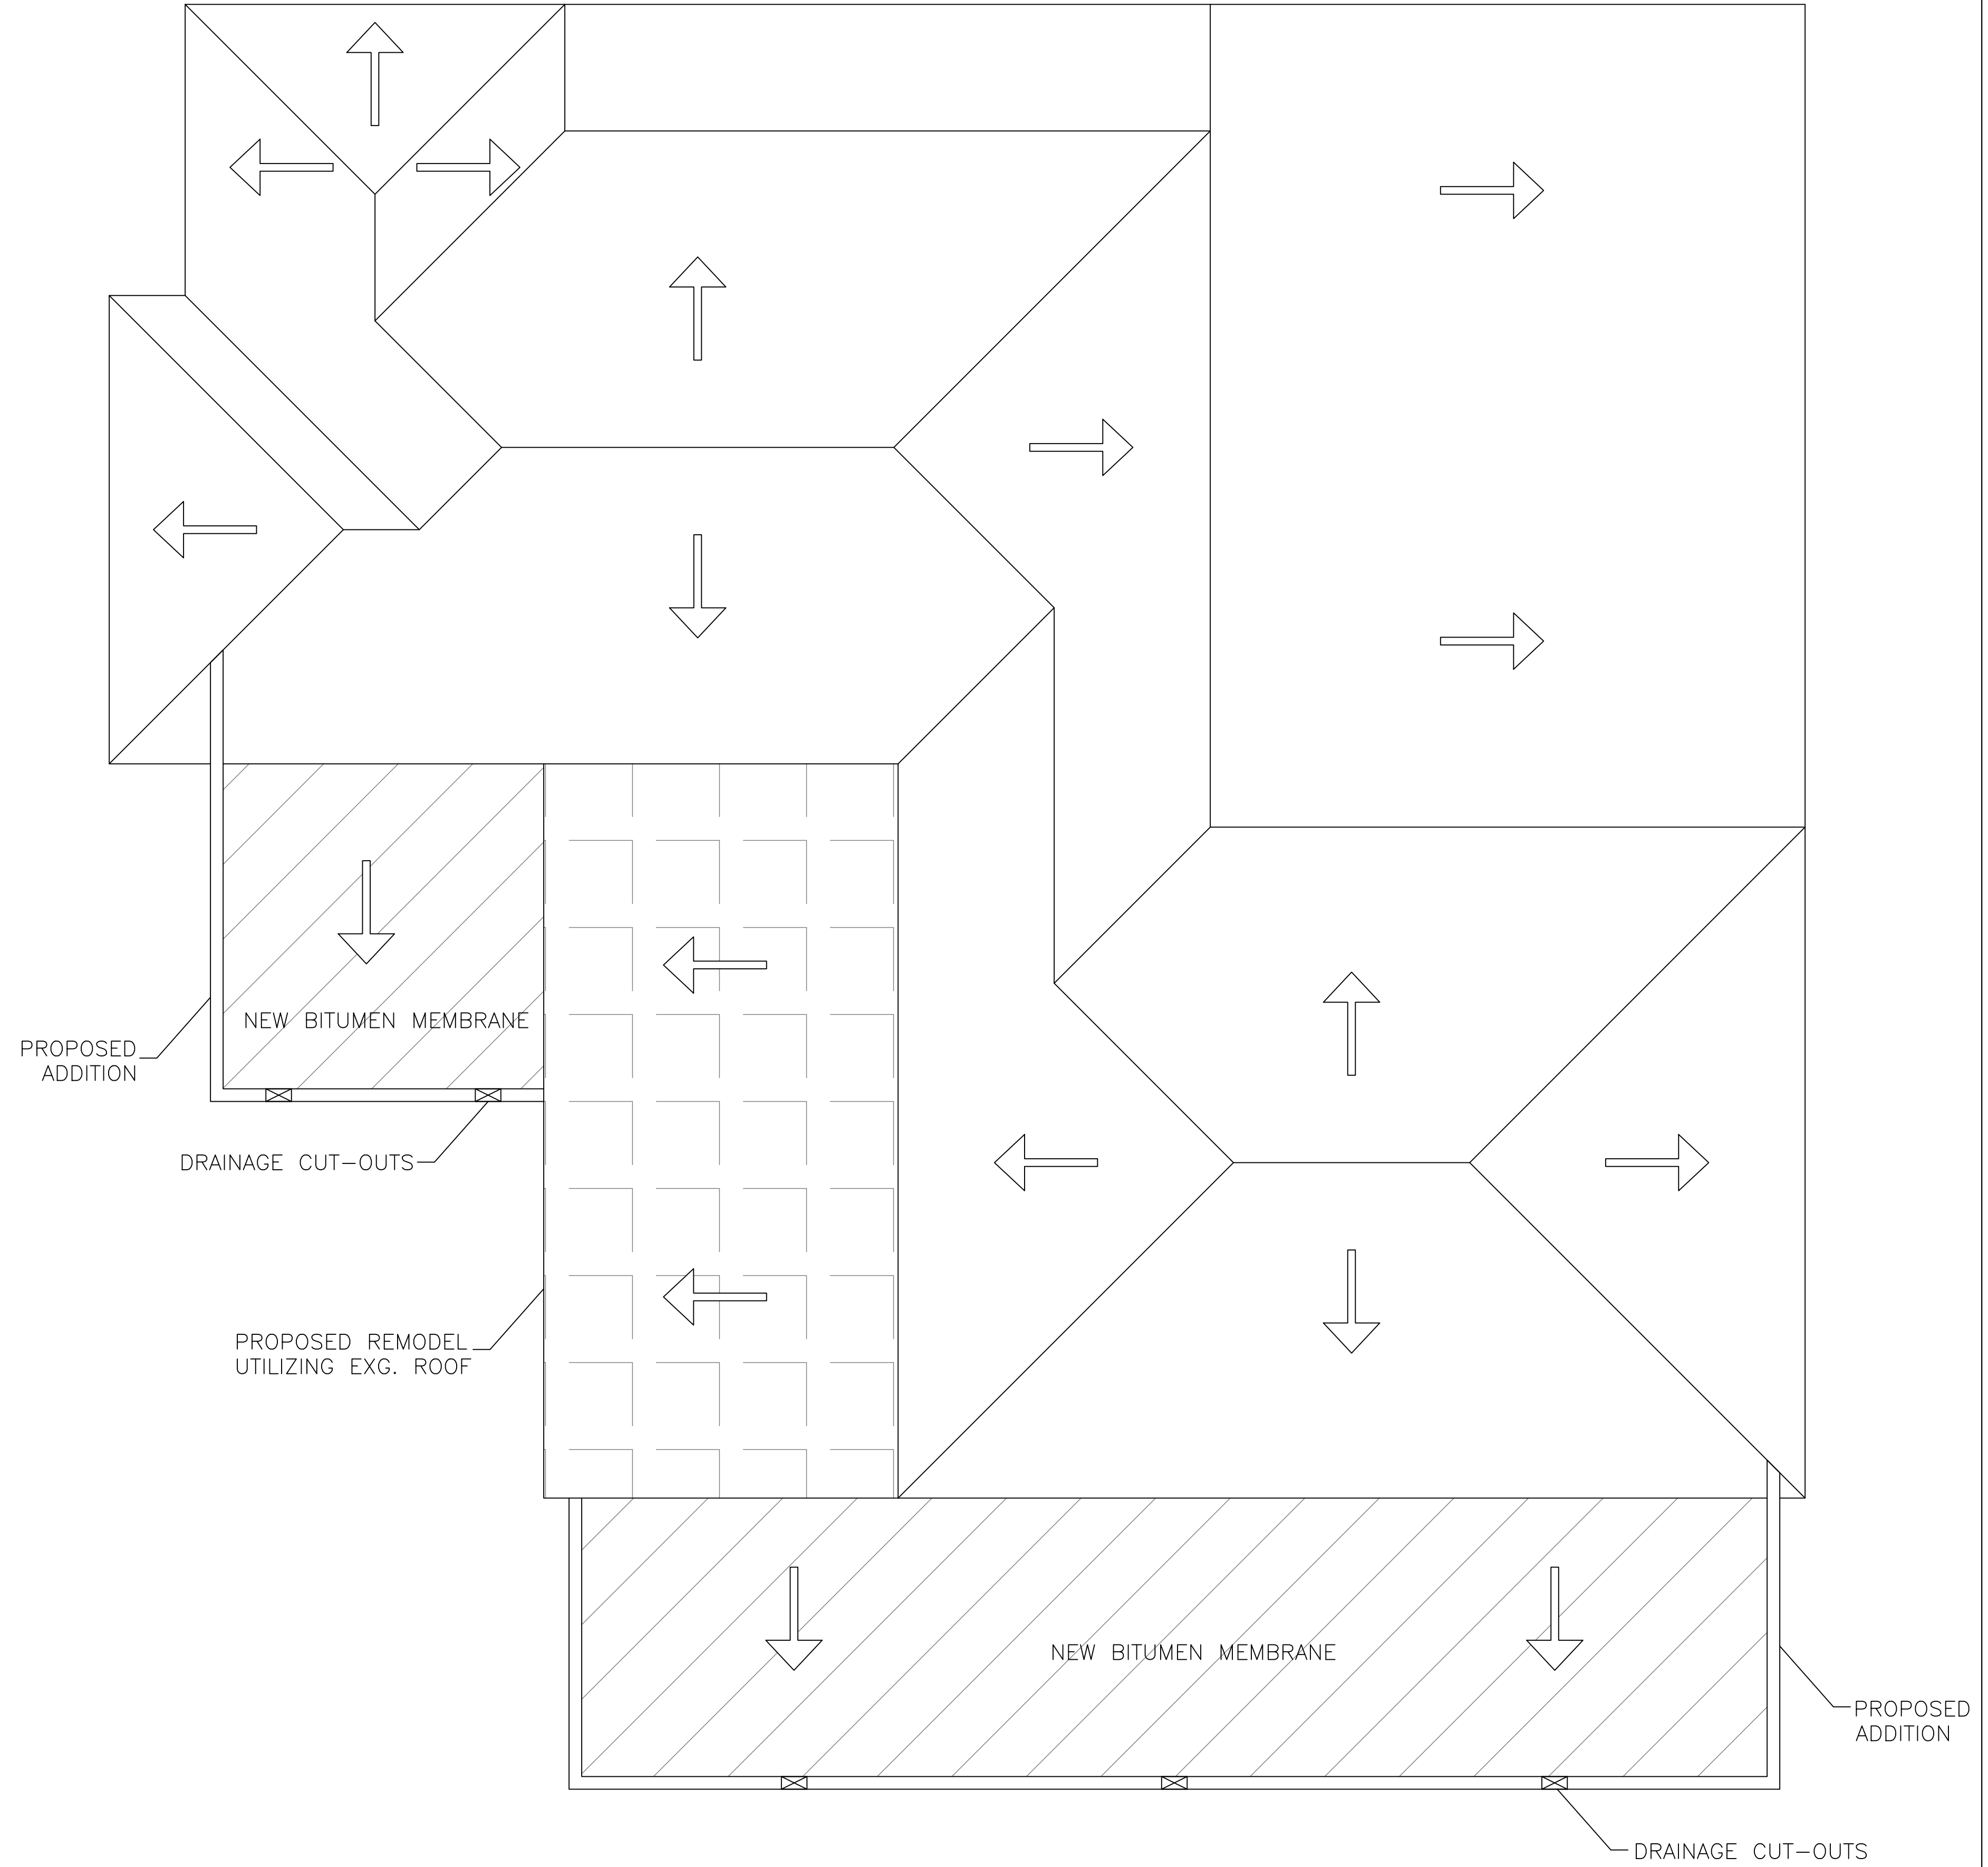 NEW BITUMEN MEMBRANE
PROPOSED
ADDITION
DRAINAGE CUT-OUTS
PROPOSED REMODEL
UTILIZING EXG. ROOF
NEW BITUMEN MEMBRANE
PROPOSED
ADDITION
DRAINAGE CUT-OUTS